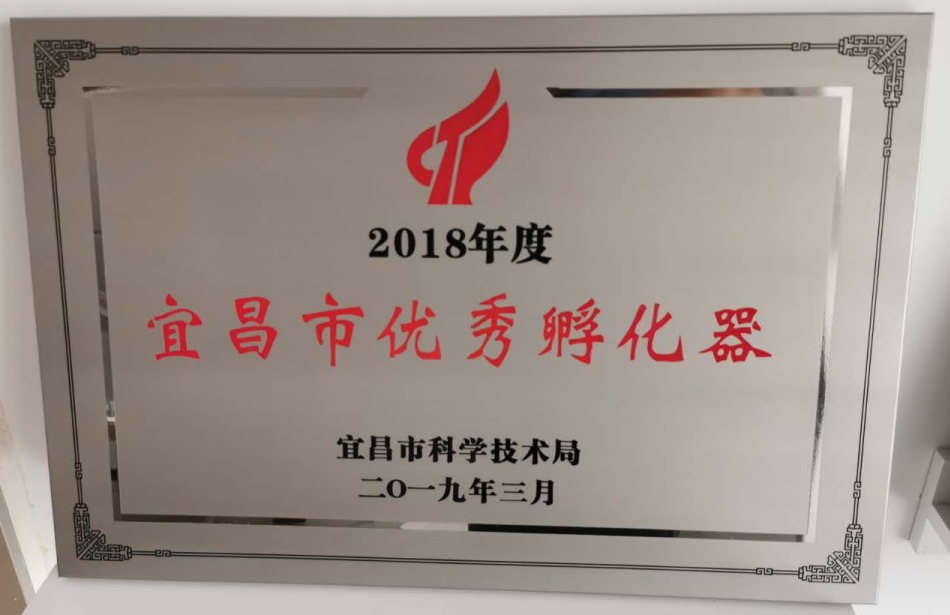 2018年度
宜昌市优秀孵化器
宜昌市科学技术局
二O一九年三月